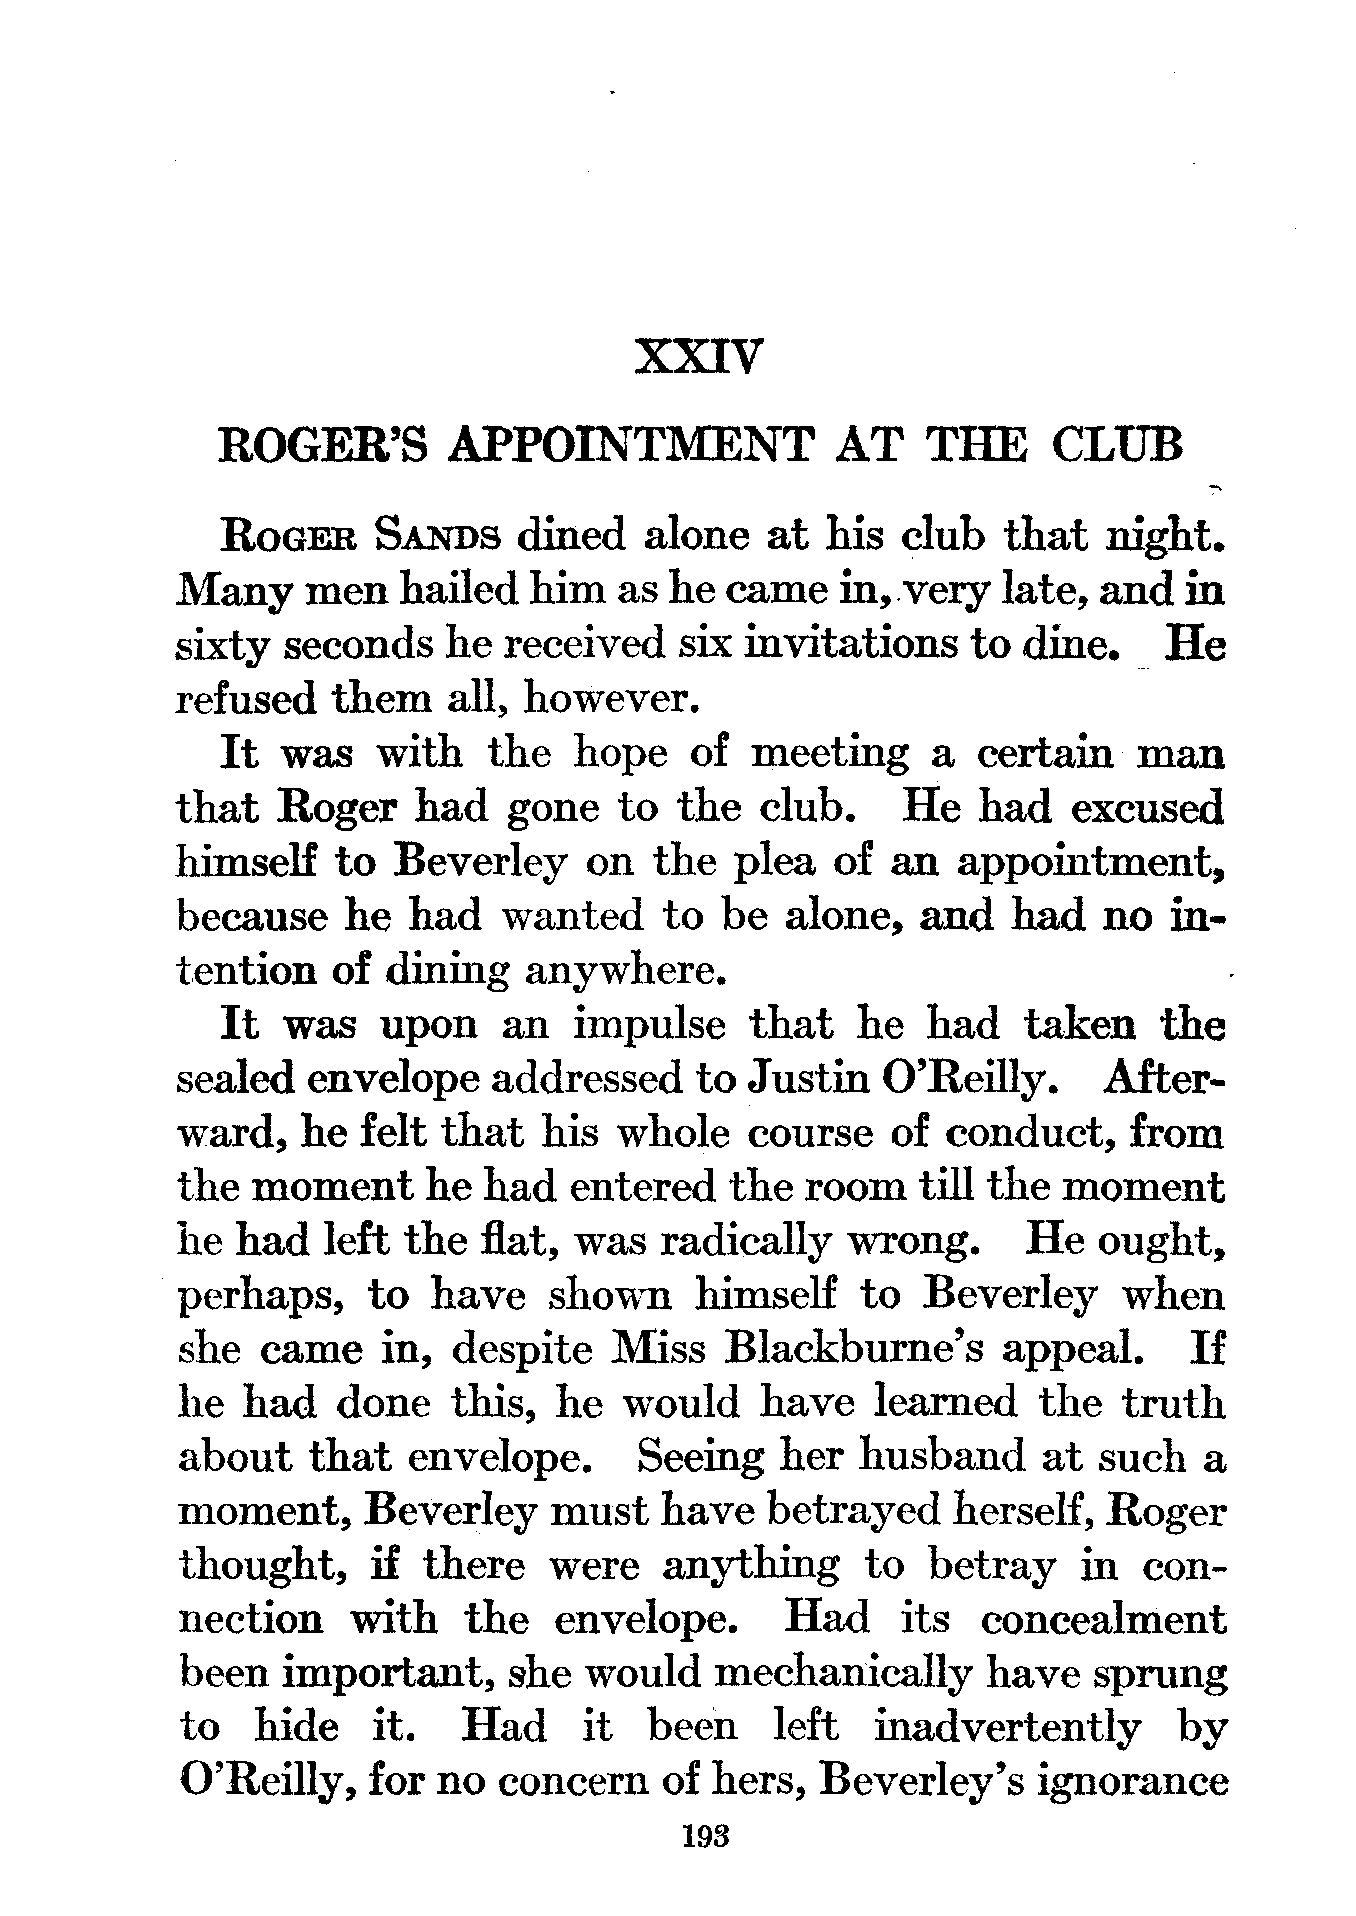 XXIV
ROGER'S APPOINTMENT AT THE CLUB
ROGER SANDS dined alone at his club that night.
Many men hailed him as he came in, very late, and in
sixty seconds he received six invitations to dine. He
refused them all, however.
It was with the hope of meeting a certain man
that Roger had gone to the club. He had excused
himself to Beverley on the plea of an appointment,
because he had wanted to be alone, and had no in-
tention of dining anywhere.
It was upon an impulse that he had taken the
sealed envelope addressed to Justin O'Reilly. After-
ward, he felt that his whole course of conduct, from
the moment he had entered the room till the moment
he had left the flat, was radically wrong. He ought,
perhaps, to have shown himself to Beverley when
she came in, despite Miss Blackburne's appeal. If
he had done this, he would have learned the truth
about that envelope. Seeing her husband at such a
moment, Beverley must have betrayed herself, Roger
thought, if there were anything to betray in con-
nection with the envelope. Had its concealment
been important, she would mechanically have sprung
to hide it. Had it been left inadvertently by
O'Reilly, for no concern of hers, Beverley's ignorance
193